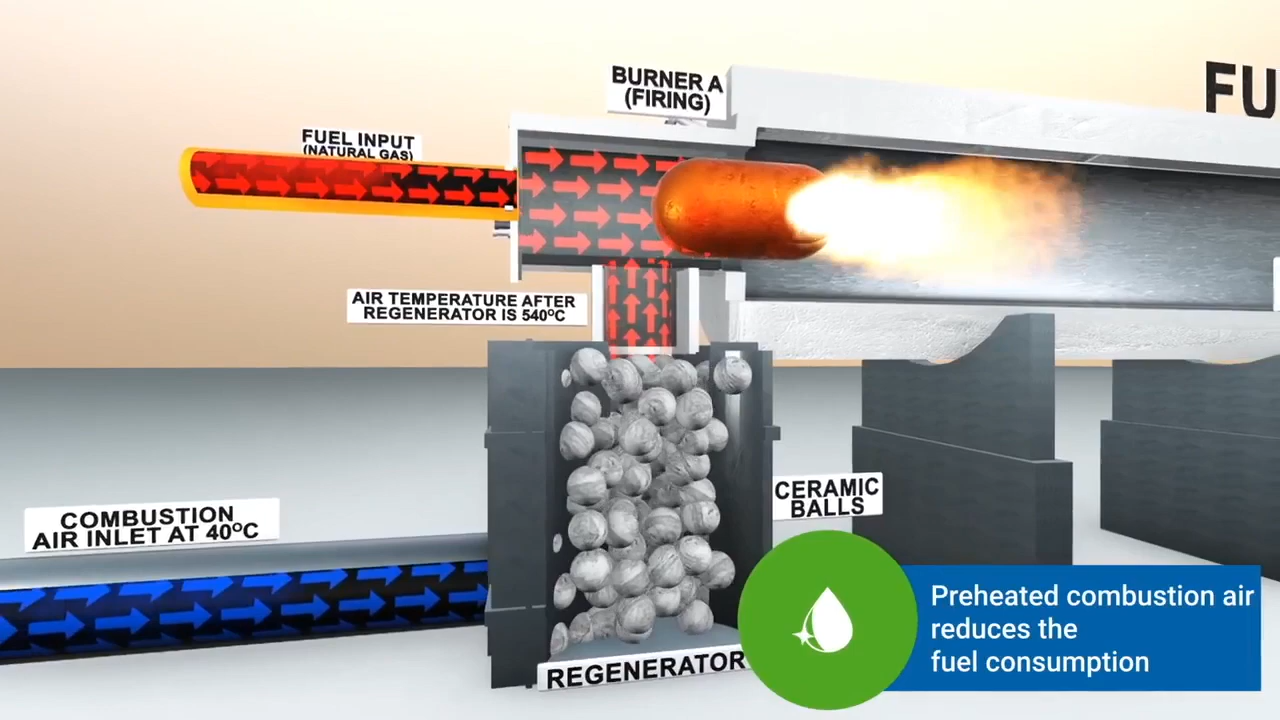 FU
BURNER A
(FIRING)
FUEL INPUT
(NATURAL GAS)
AIR TEMPERATURE AFTER
REGENERATOR IS 540ºC
COMBUSTION
AIR INLET AT 40ºC
CERAMIC
BALLS
REGENERATOR
Preheated combustion air
reduces the
fuel consumption